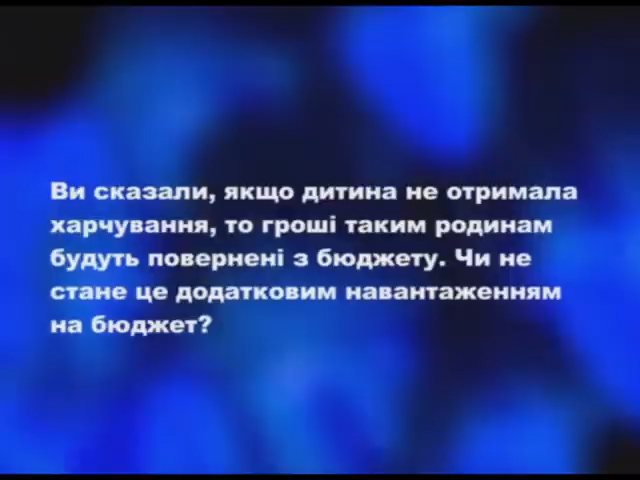 Ви сказали, якщо дитина не отримала
харчування, то гроші таким родинам
будуть повернені з бюджету. Чи не
стане це додатковим навантаженням
на бюджет?